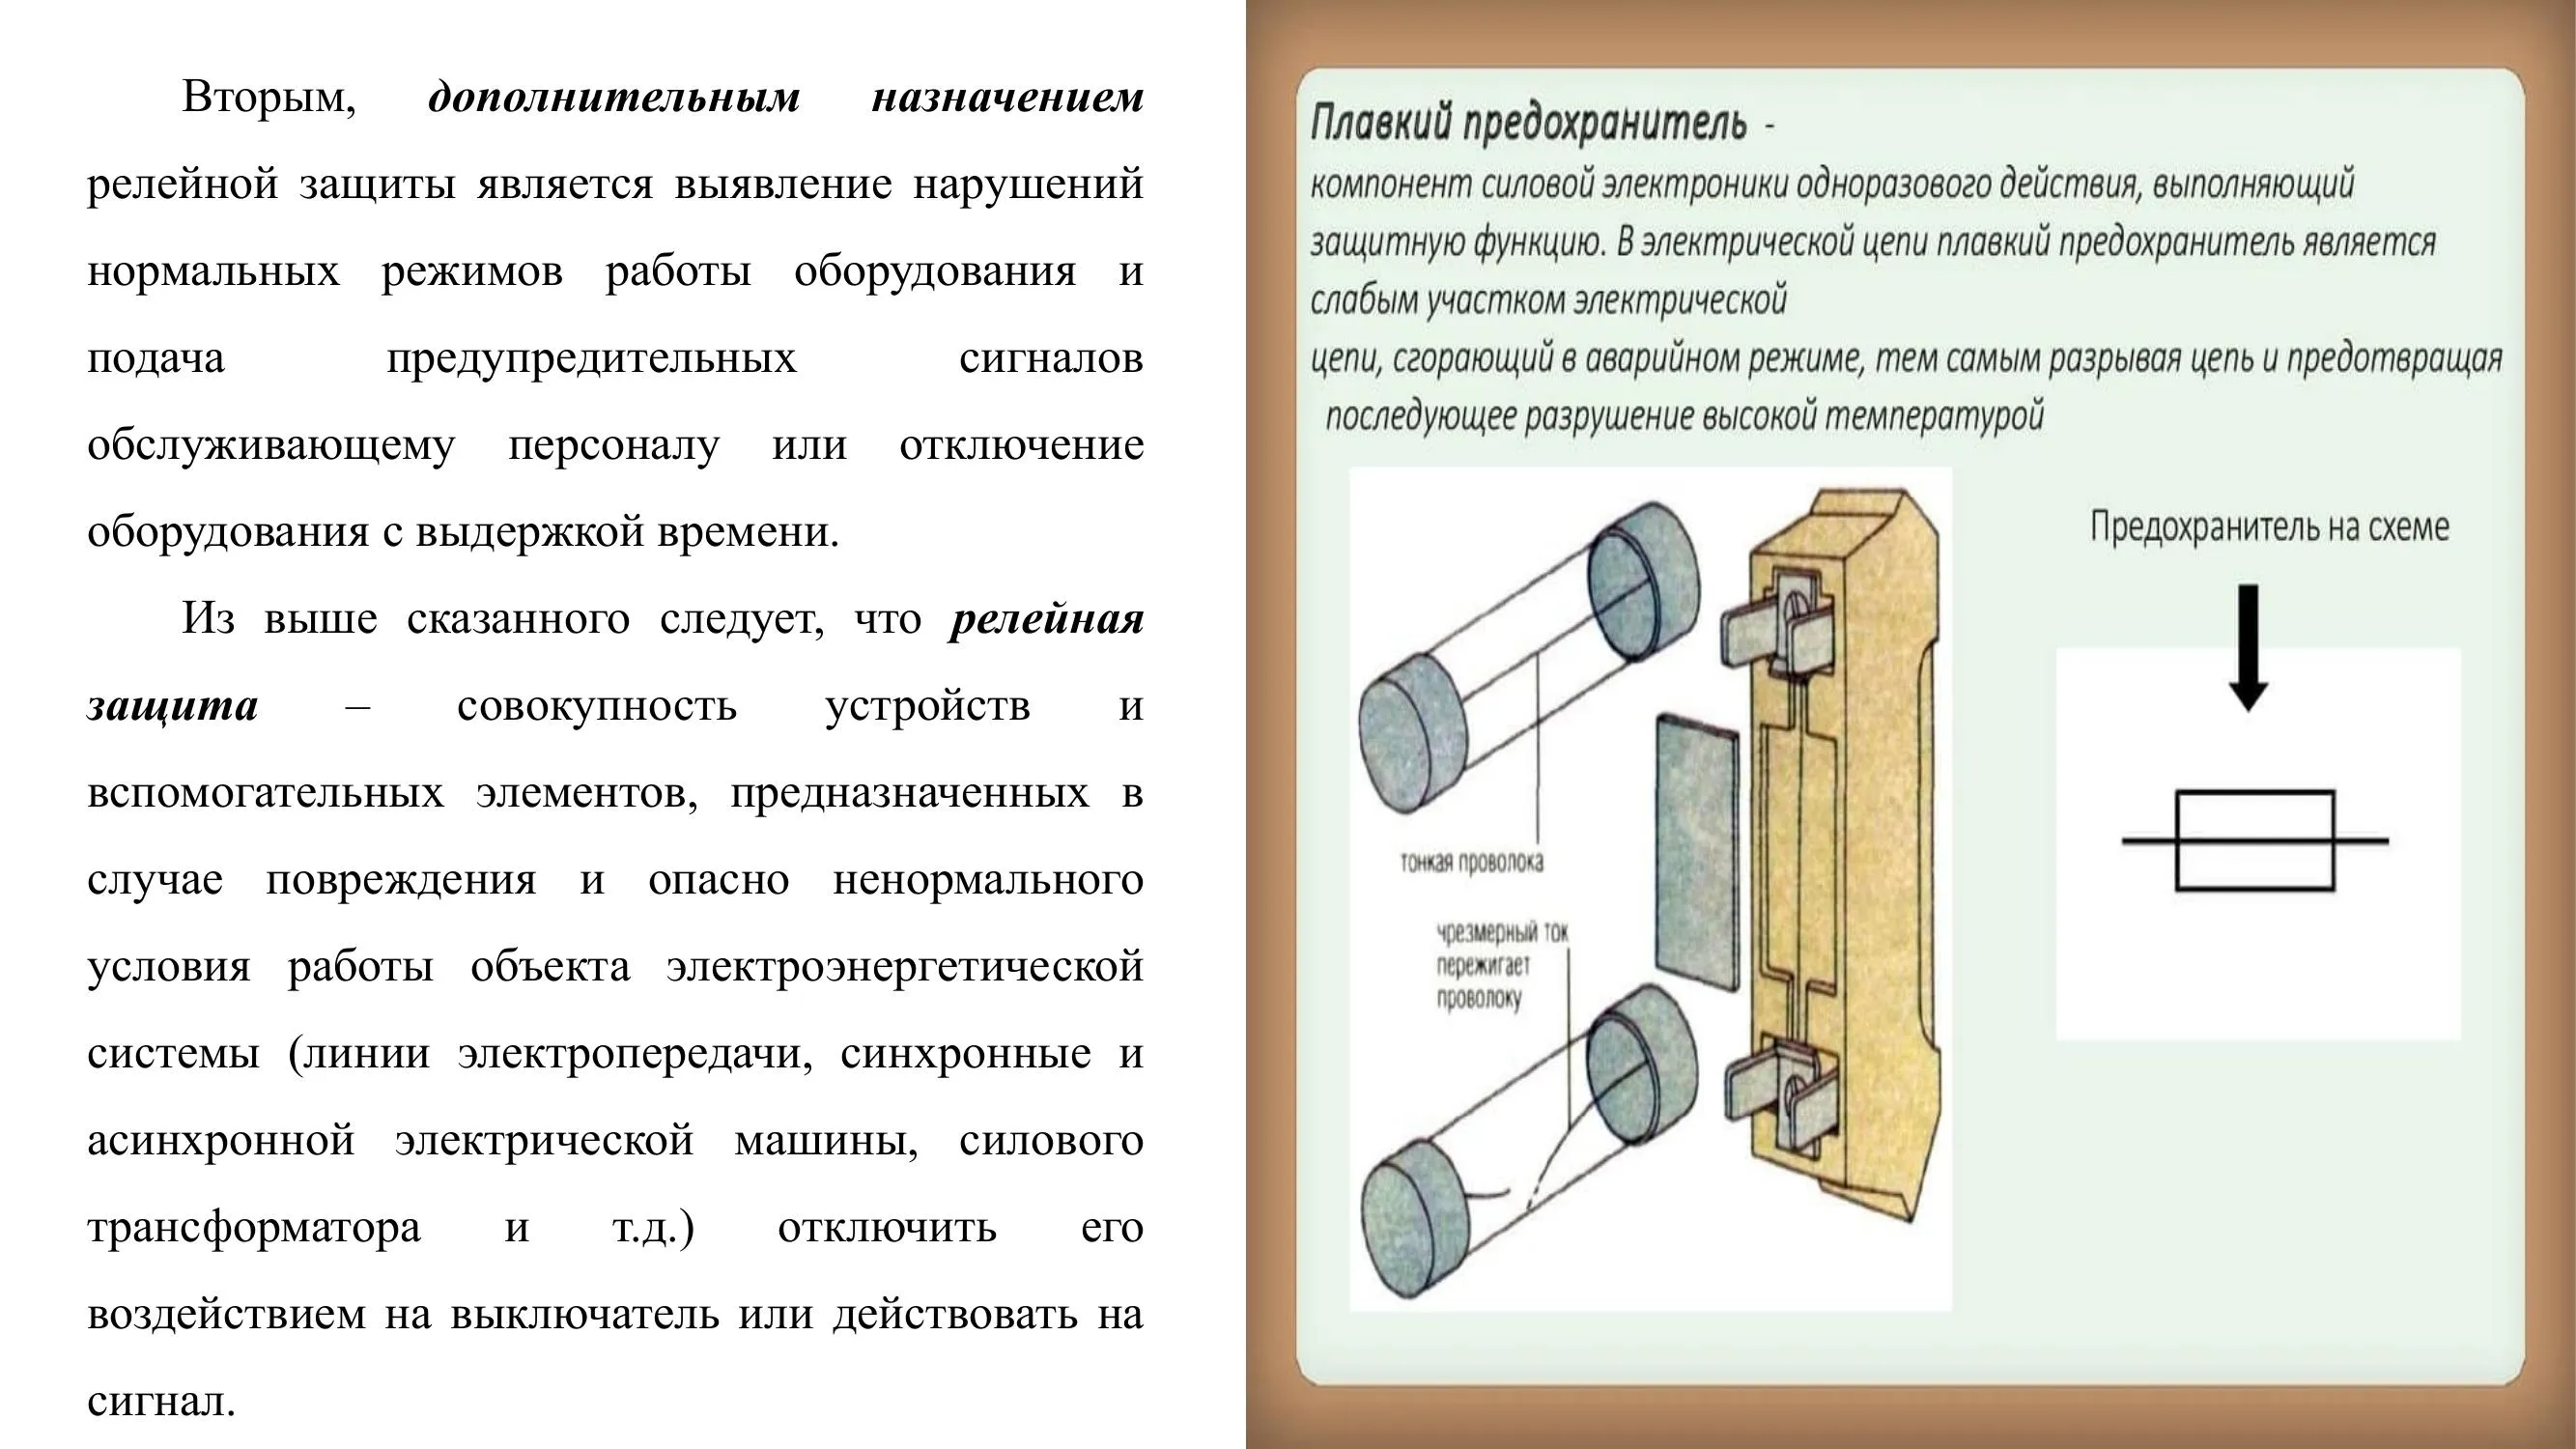 Вторым, дополнительным назначением
релейной защиты является выявление нарушений
нормальных режимов работы оборудования и
подача предупредительных сигналов
обслуживающему персоналу или отключение
оборудования с выдержкой времени.
Из выше сказанного следует, что релейная
защита – совокупность устройств и
вспомогательных элементов, предназначенных в
случае повреждения и опасно ненормального
условия работы объекта электроэнергетической
системы (линии электропередачи, синхронные и
асинхронной электрической машины, силового
трансформатора и т.д.) отключить его
воздействием на выключатель или действовать на
сигнал.
Плавкий предохранитель -
компонент силовой электроники одноразового действия, выполняющий
защитную функцию. В электрической цепи плавкий предохранитель является
слабым участком электрической
цепи, сгорающий в аварийном режиме, тем самым разрывая цепь и предотвращая
последующее разрушение высокой температурой
Предохранитель на схеме
тонкая проволока
чрезмерный ток
пережигает
проволоку